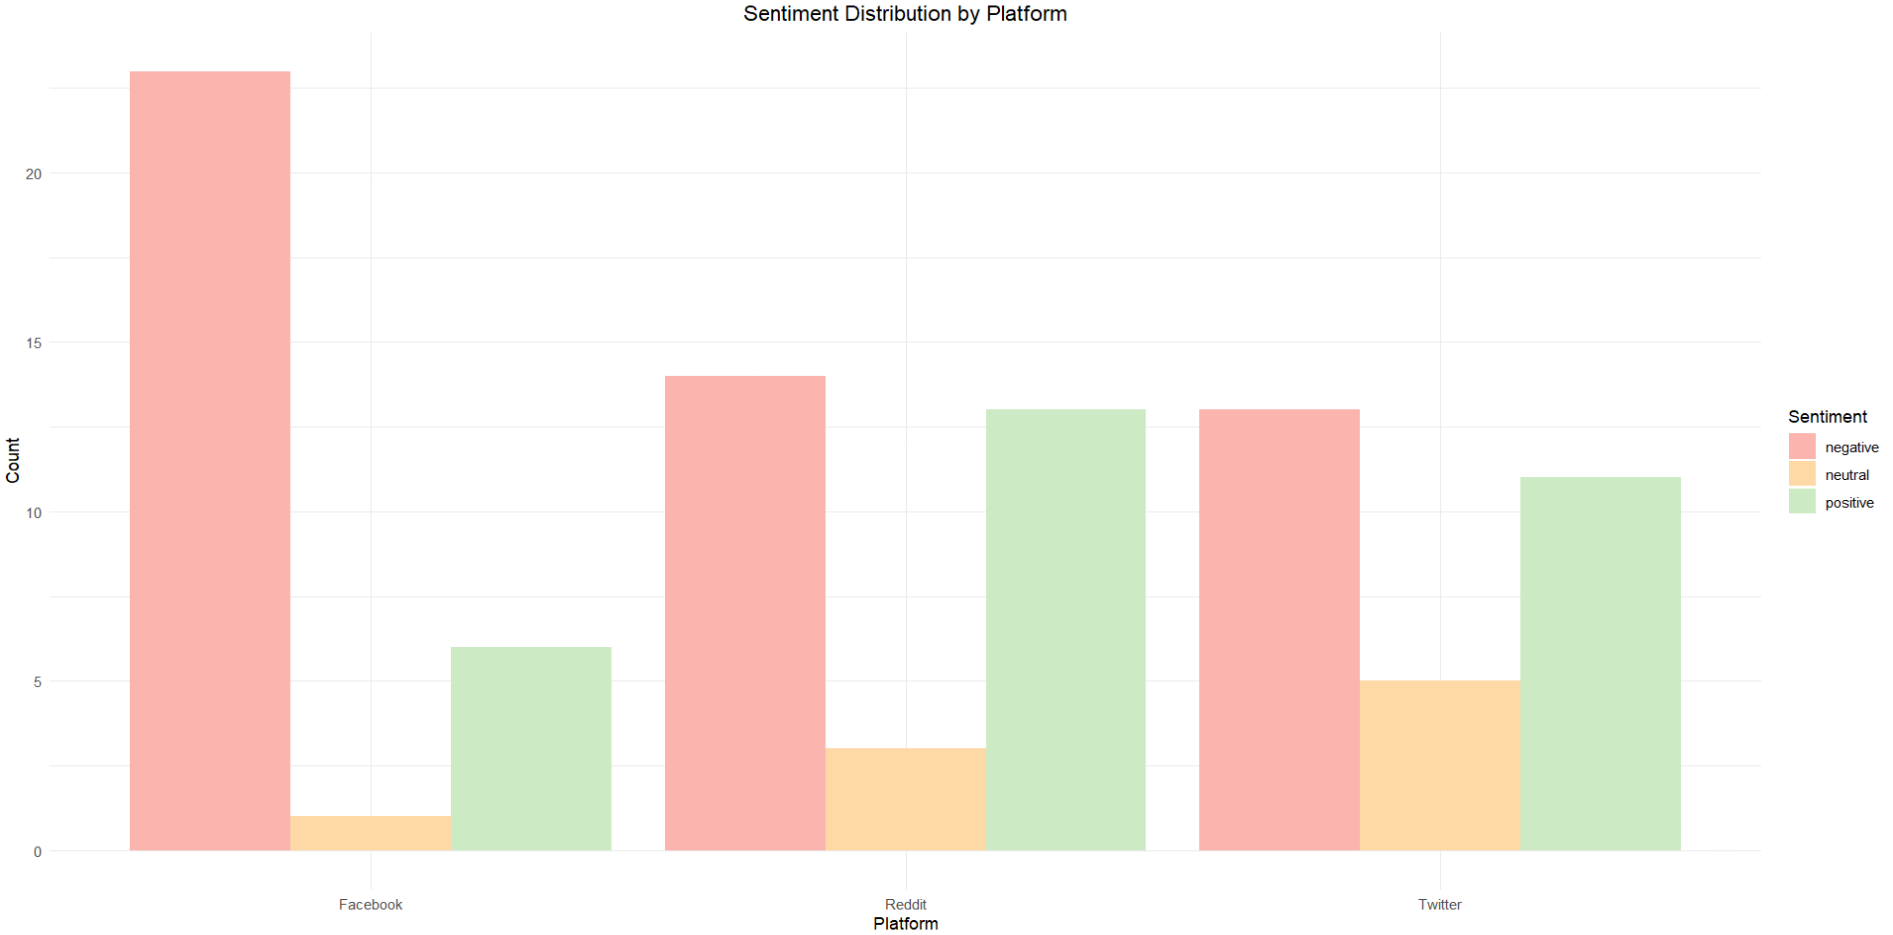 Sentiment Distribution by Platform
20
15
10
5
0
Count
Facebook
Reddit
Twitter
Platform
Sentiment
negative
neutral
positive